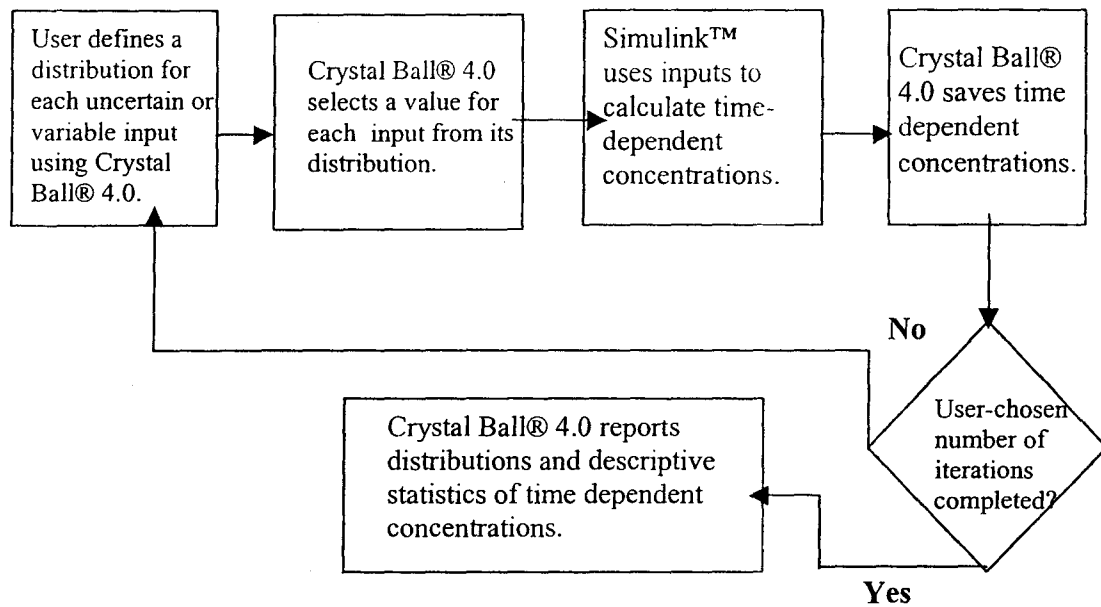 User defines a
distribution for
each uncertain or
variable input
using Crystal
Ball® 4.0.
Crystal Ball® 4.0
selects a value for
each input from its
distribution.
Simulink™
uses inputs to
calculate time-
dependent
concentrations.
Crystal Ball®
4.0 saves time
dependent
concentrations.
No
User-chosen
number of
iterations
completed?
Yes
Crystal Ball® 4.0 reports
distributions and descriptive
statistics of time dependent
concentrations.